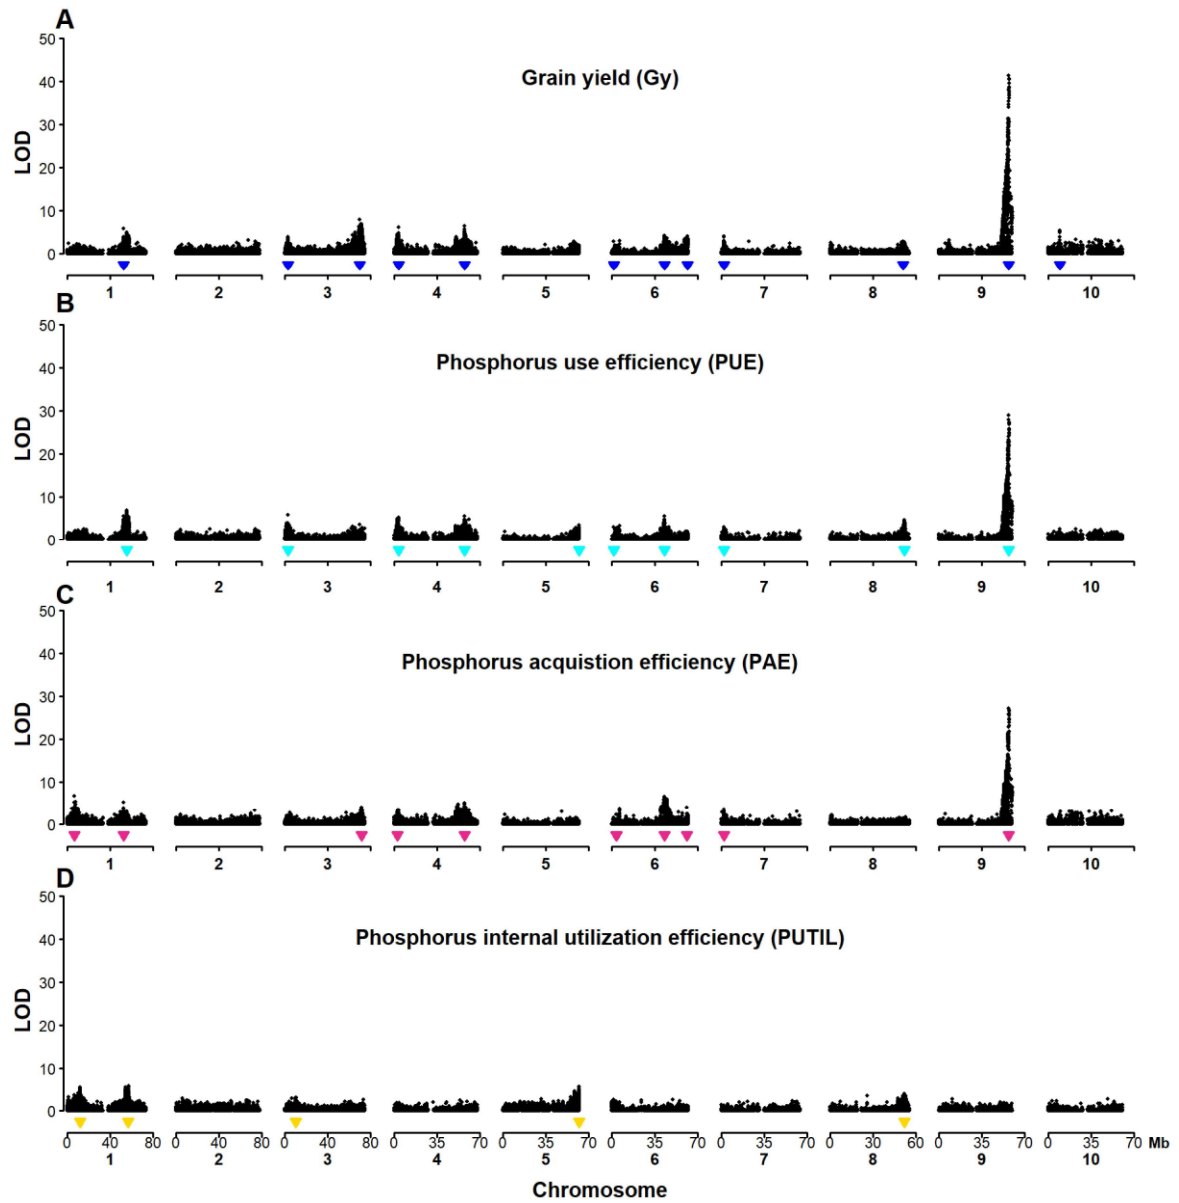 A
Grain yield (Gy)
LOD
50
40
30
20
10
0
1 2 3 4 5 6 7 8 9 10
B
Phosphorus use efficiency (PUE)
LOD
50
40
30
20
10
0
1 2 3 4 5 6 7 8 9 10
C
Phosphorus acquistion efficiency (PAE)
LOD
50
40
30
20
10
0
1 2 3 4 5 6 7 8 9 10
D
Phosphorus internal utilization efficiency (PUTIL)
LOD
50
40
30
20
10
0
0 40 80 0 40 80 0 40 80 0 35 70 0 35 70 0 35 70 0 35 70 0 30 60 0 35 70 0 35 70 Mb
1 2 3 4 5 6 7 8 9 10
Chromosome